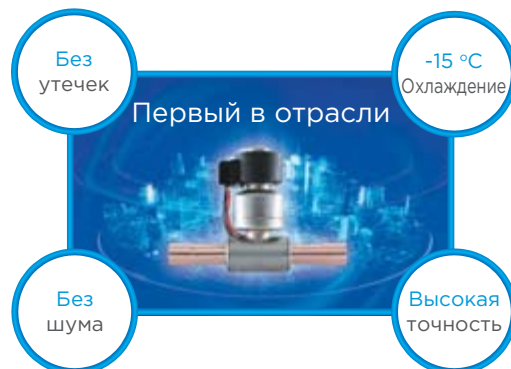 Без
утечек
-15 °C
Охлаждение
Первый в отрасли
Без
шума
Высокая
точность